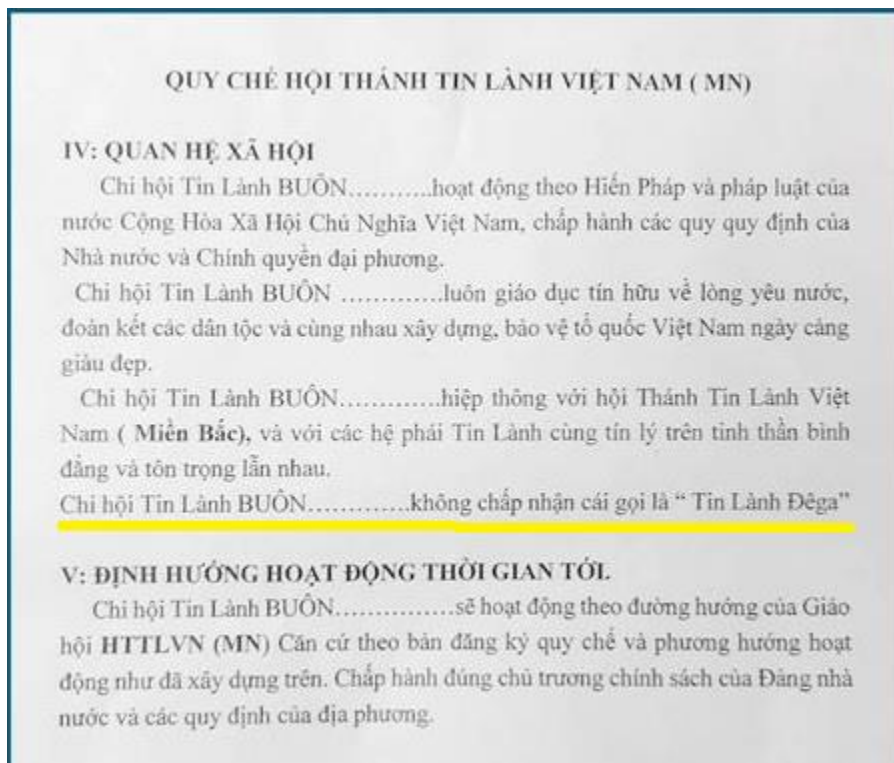 QUY CHẾ HỘI THÁNH TIN LÀNH VIỆT NAM ( MN)
IV: QUAN HỆ XÃ HỘI
Chi hội Tin Lành BUÔN...........hoạt động theo Hiến Pháp và pháp luật của
nước Cộng Hòa Xã Hội Chủ Nghĩa Việt Nam, chấp hành các quy quy định của
Nhà nước và Chính quyền đại phương.
Chi hội Tin Lành BUÔN ............luôn giáo dục tín hữu về lòng yêu nước,
đoàn kết các dân tộc và cùng nhau xây dựng, bảo vệ tổ quốc Việt Nam ngày càng
giàu đẹp.
Chi hội Tin Lành BUÔN.............hiệp thông với hội Thánh Tin Lành Việt
Nam ( Miền Bắc), và với các hệ phái Tin Lành cùng tín lý trên tinh thần bình
đẳng và tôn trọng lẫn nhau.
Chi hội Tin Lành BUÔN.............không chấp nhận cái gọi là “ Tin Lành Đêga”
V: ĐỊNH HƯỚNG HOẠT ĐỘNG THỜI GIAN TỚI.
Chi hội Tin Lành BUÔN...............sẽ hoạt động theo đường hướng của Giáo
hội HTTLVN (MN) Căn cứ theo bản đăng ký quy chế và phương hướng hoạt
động như đã xây dựng trên. Chấp hành đúng chủ trương chính sách của Đảng nhà
nước và các quy định của địa phương.